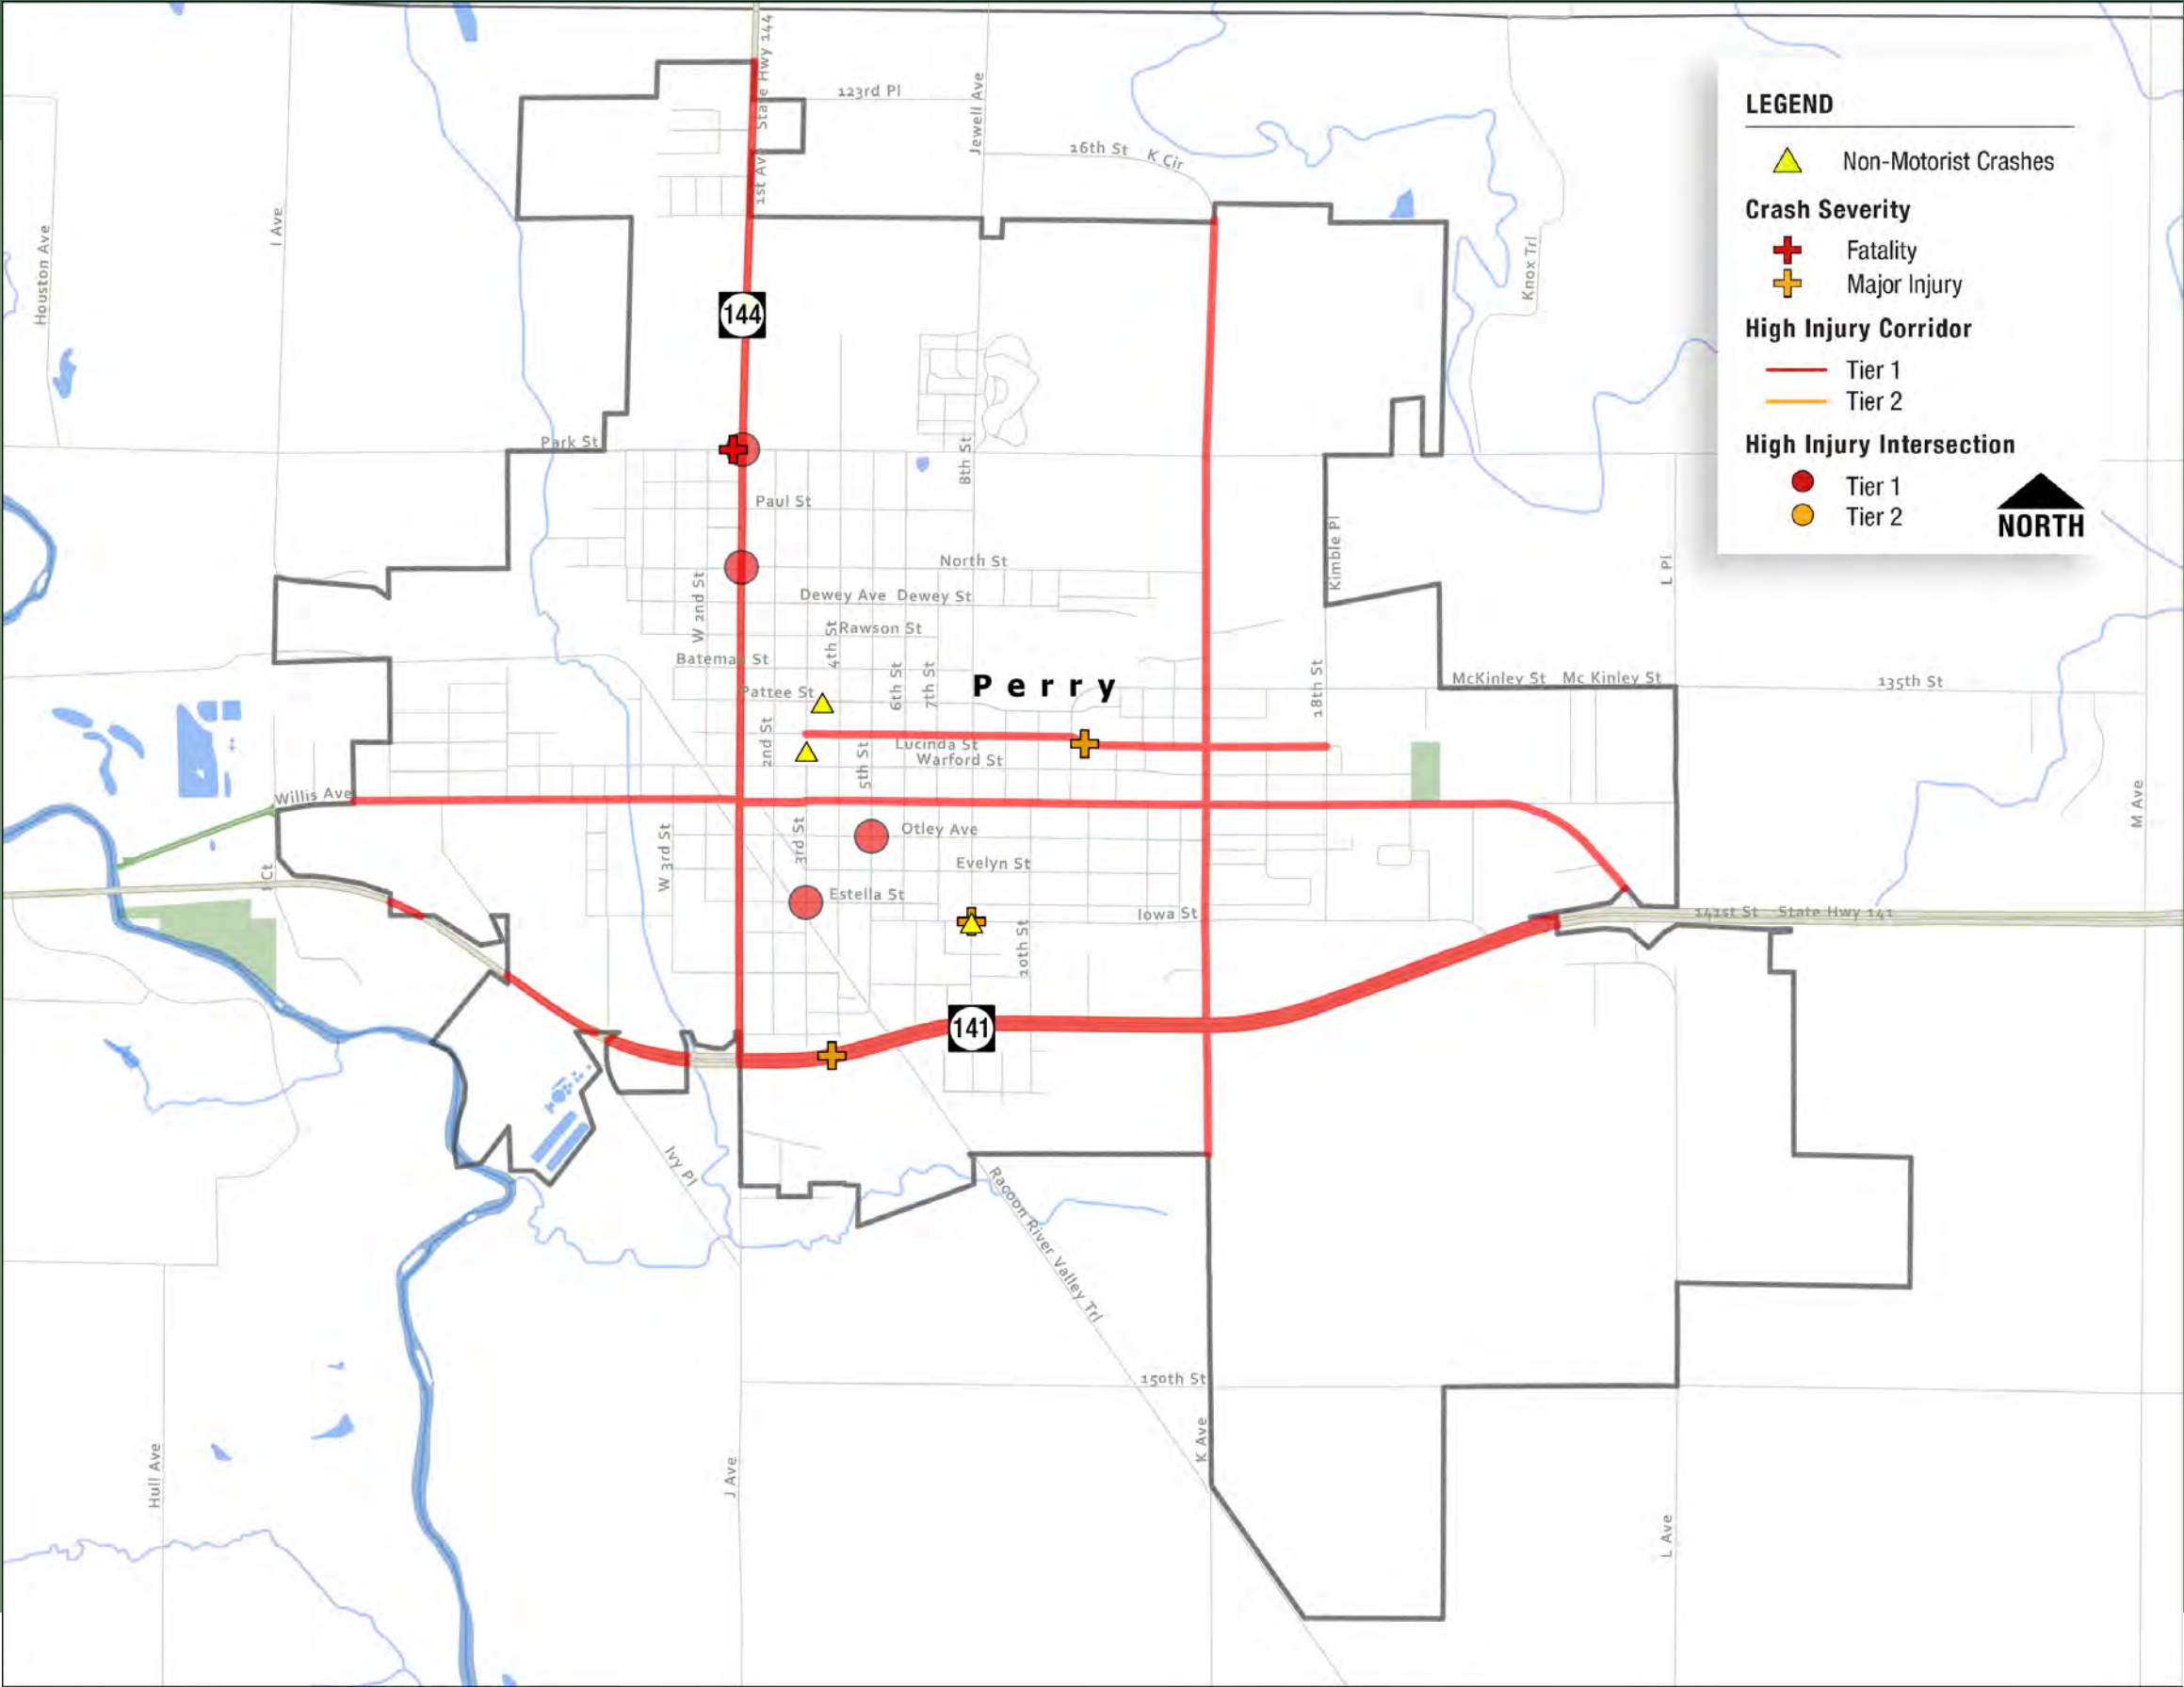 State Hwy 144
123rd Pl
Jewell Ave
16th St
K Cir
1st Ave
I Ave
Houston Ave
Knox Trl
LEGEND
Non-Motorist Crashes
Crash Severity
Fatality
Major Injury
High Injury Corridor
Tier 1
Tier 2
High Injury Intersection
Tier 1
Tier 2
NORTH
144
Park St
8th St
Paul St
Kimble Pl
North St
L Pl
W 2nd St
Dewey Ave
Dewey St
4th St
Rawson St
Bateman St
6th St
7th St
Perry
18th St
McKinley St
Mc Kinley St
135th St
Pattee St
2nd St
5th St
Lucinda St
Warford St
Willis Ave
M Ave
3rd St
Otley Ave
W 3rd St
Evelyn St
Estella St
Iowa St
141st St
State Hwy 141
10th St
141
Ivy Pl
Racoon River Valley Trl
150th St
K Ave
J Ave
Hull Ave
L Ave